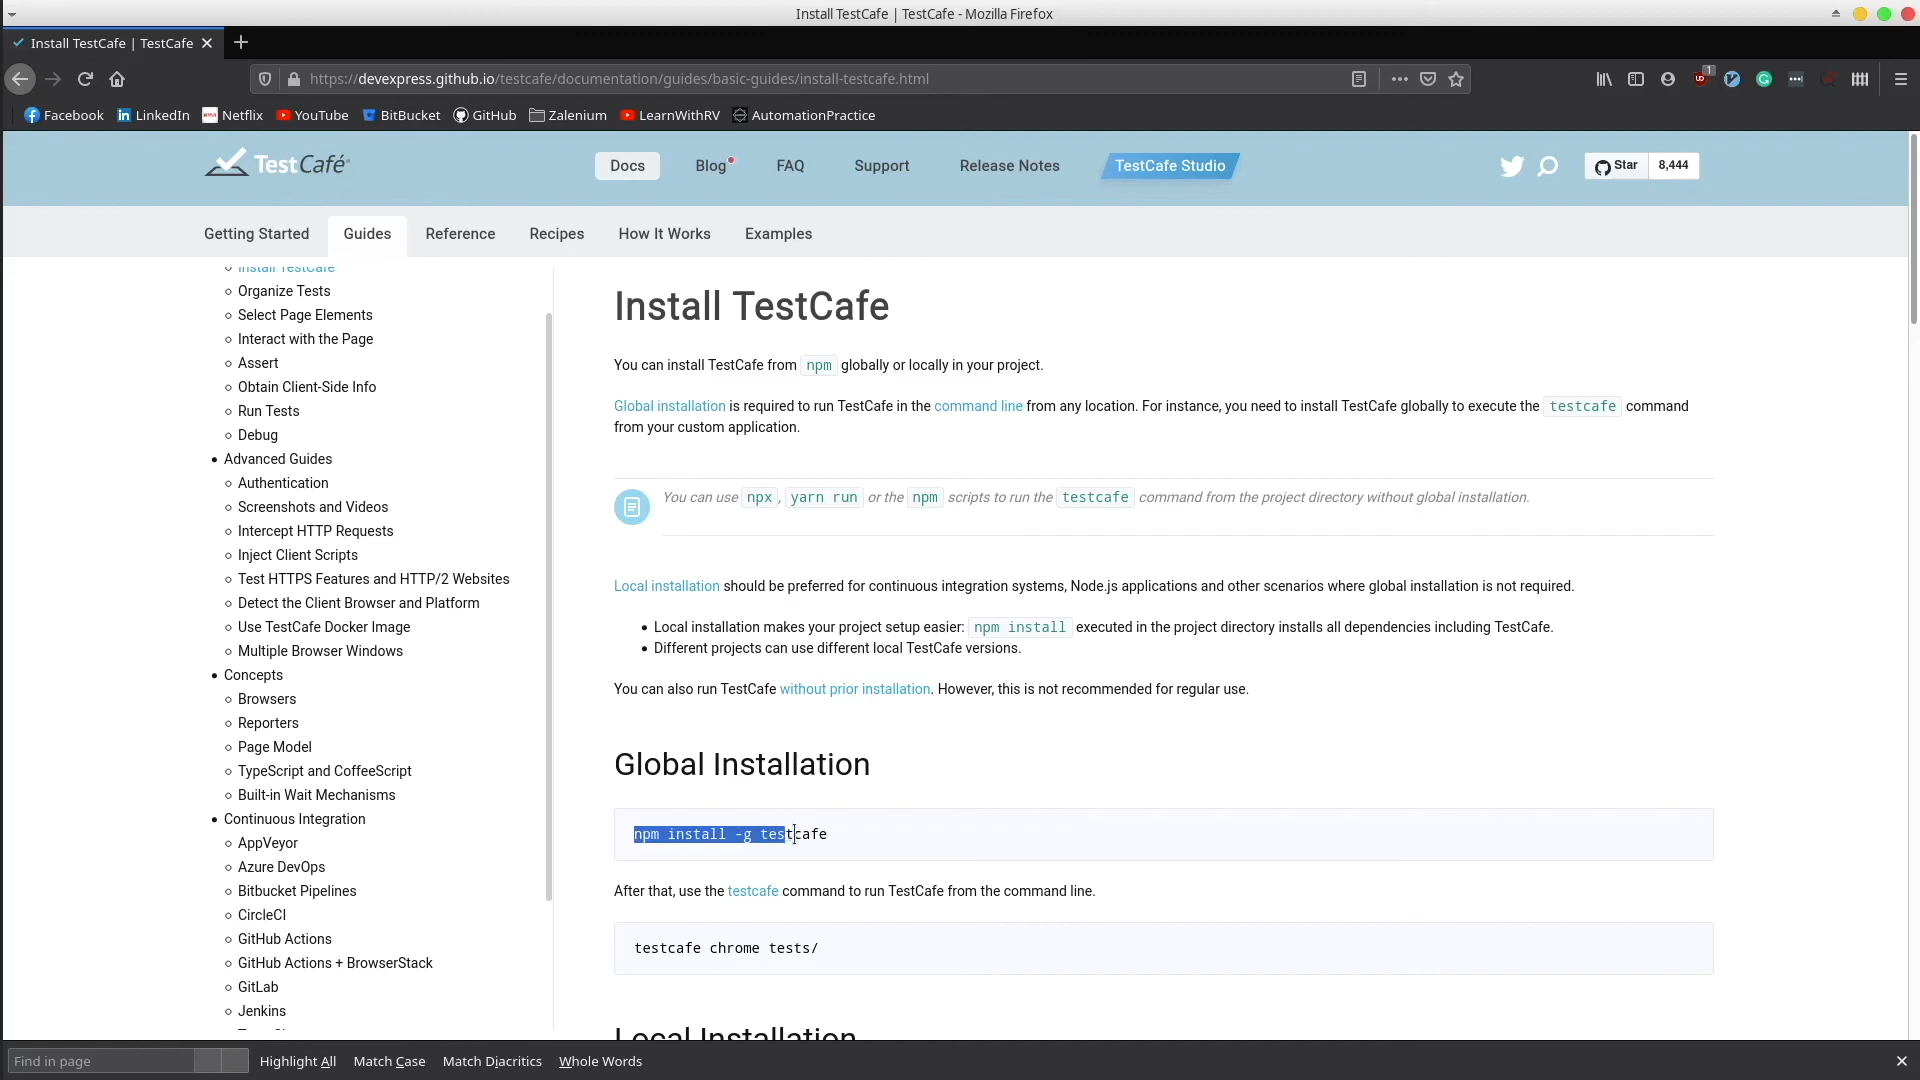 Install TestCafe | TestCafe - Mozilla Firefox
Install TestCafe | TestCafe
https://devexpress.github.io/testcafe/documentation/guides/basic-guides/install-testcafe.html
1
Facebook LinkedIn Netflix YouTube BitBucket GitHub Zalenium LearnWithRV AutomationPractice
TestCafé
Docs Blog FAQ Support Release Notes TestCafe Studio Star 8,444
Getting Started Guides Reference Recipes How It Works Examples
Install TestCafe
Organize Tests
Select Page Elements
Interact with the Page
Assert
Obtain Client-Side Info
Run Tests
Debug
Advanced Guides
Authentication
Screenshots and Videos
Intercept HTTP Requests
Inject Client Scripts
Test HTTPS Features and HTTP/2 Websites
Detect the Client Browser and Platform
Use TestCafe Docker Image
Multiple Browser Windows
Concepts
Browsers
Reporters
Page Model
TypeScript and CoffeeScript
Built-in Wait Mechanisms
Continuous Integration
AppVeyor
Azure DevOps
Bitbucket Pipelines
CircleCI
GitHub Actions
GitHub Actions + BrowserStack
GitLab
Jenkins
Install TestCafe
You can install TestCafe from npm globally or locally in your project.
Global installation is required to run TestCafe in the command line from any location. For instance, you need to install TestCafe globally to execute the testcafe command
from your custom application.
You can use npx, yarn run or the npm scripts to run the testcafe command from the project directory without global installation.
Local installation should be preferred for continuous integration systems, Node.js applications and other scenarios where global installation is not required.
Local installation makes your project setup easier: npm install executed in the project directory installs all dependencies including TestCafe.
Different projects can use different local TestCafe versions.
You can also run TestCafe without prior installation. However, this is not recommended for regular use.
Global Installation
npm install -g testcafe
After that, use the testcafe command to run TestCafe from the command line.
testcafe chrome tests/
Local Installation
Find in page Highlight All Match Case Match Diacritics Whole Words